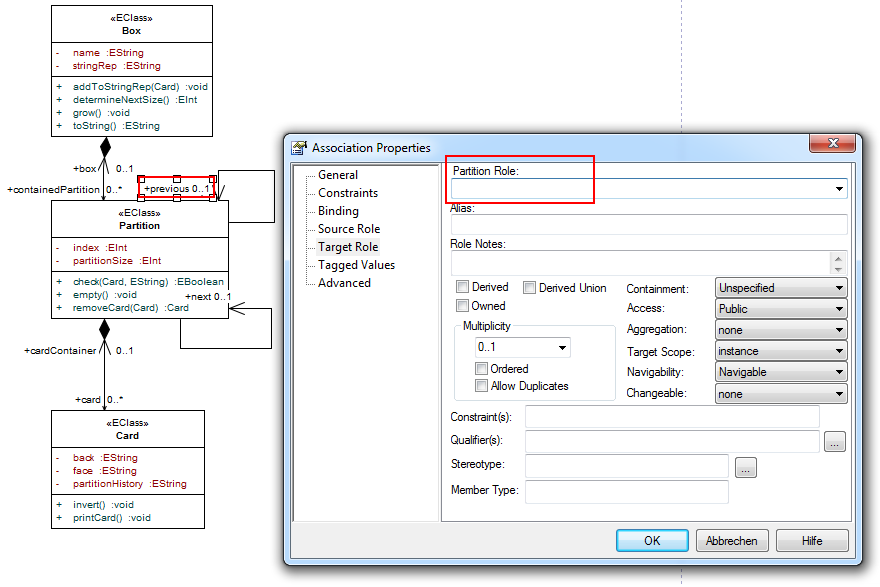 «EClass»
Box
- name :EString
- stringRep :EString
+ addToStringRep(Card) :void
+ determineNextSize() :EInt
+ grow() :void
+ toString() :EString
+box 0..1
+containedPartition 0..*
+previous 0..1
«EClass»
Partition
- index :EInt
- partitionSize :EInt
+ check(Card, EString) :EBoolean
+ empty() :void
+next 0..1
+ removeCard(Card) :Card
+cardContainer 0..1
+card 0..*
«EClass»
Card
- back :EString
- face :EString
- partitionHistory :EString
+ invert() :void
+ printCard() :void
Association Properties
General
Constraints
Binding
Source Role
Target Role
Tagged Values
Advanced
Partition Role:
Alias:
Role Notes:
Derived
Derived Union
Owned
Multiplicity
0..1
Ordered
Allow Duplicates
Containment: Unspecified
Access: Public
Aggregation: none
Target Scope: instance
Navigability: Navigable
Changeable: none
Constraint(s):
Qualifier(s):
...
Stereotype:
...
Member Type:
OK Abbrechen Hilfe